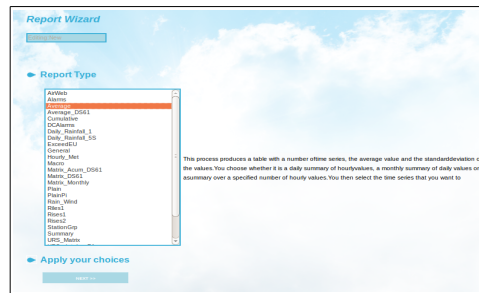 Report Wizard
Report Type
AirWeb
Alarms
Average
Average_DS61
Cumulative
DCAlarms
Daily_Rainfall_1
Daily_Rainfall_SS
ExceedEU
General
Hourly_Met
Macro
Matrix_Acum_DS61
Matrix_DS61
Matrix_Monthly
Plain
PlainPi
Rain_Wind
Riles1
Rises1
Rises2
StationGrp
Summary
URS_Matrix
This process produces a table with a number oftime series, the average value and the standarddeviation o
the values.You choose whether it is a daily summary of hourlyvalues, a monthly summary of daily values or
asummary over a specified number of hourly values.You then select the time series that you want to
Apply your choices
NEXT >>